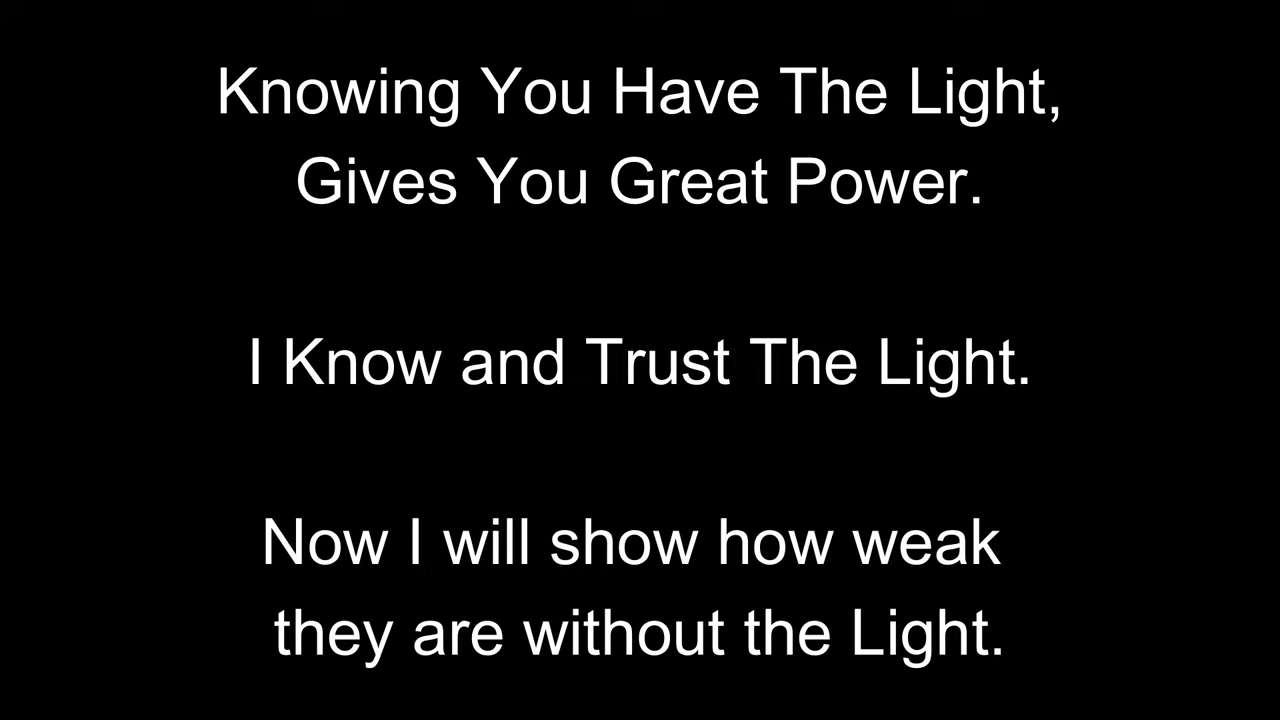 Knowing You Have The Light,
Gives You Great Power.
I Know and Trust The Light.
Now I will show how weak
they are without the Light.